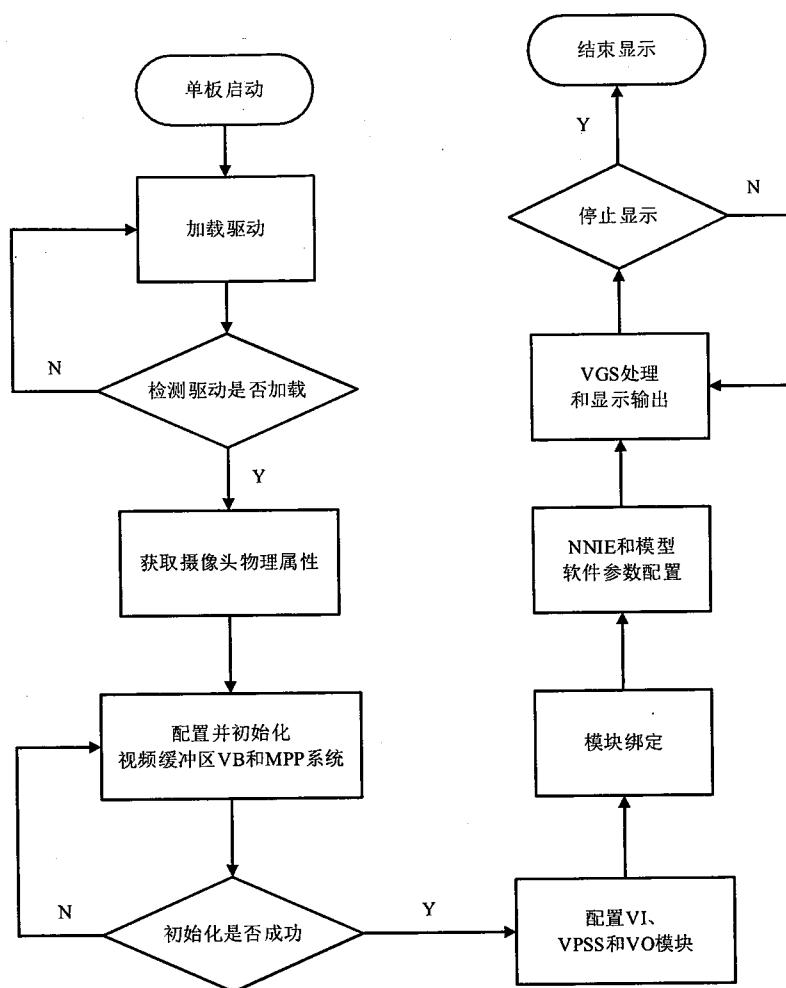 单板启动
加载驱动
N
检测驱动是否加载
Y
获取摄像头物理属性
配置并初始化
视频缓冲区VB和MPP系统
N
初始化是否成功
Y
配置VI、
VPSS和VO模块
模块绑定
NNIE和模型
软件参数配置
VGS处理
和显示输出
停止显示
N
Y
结束显示